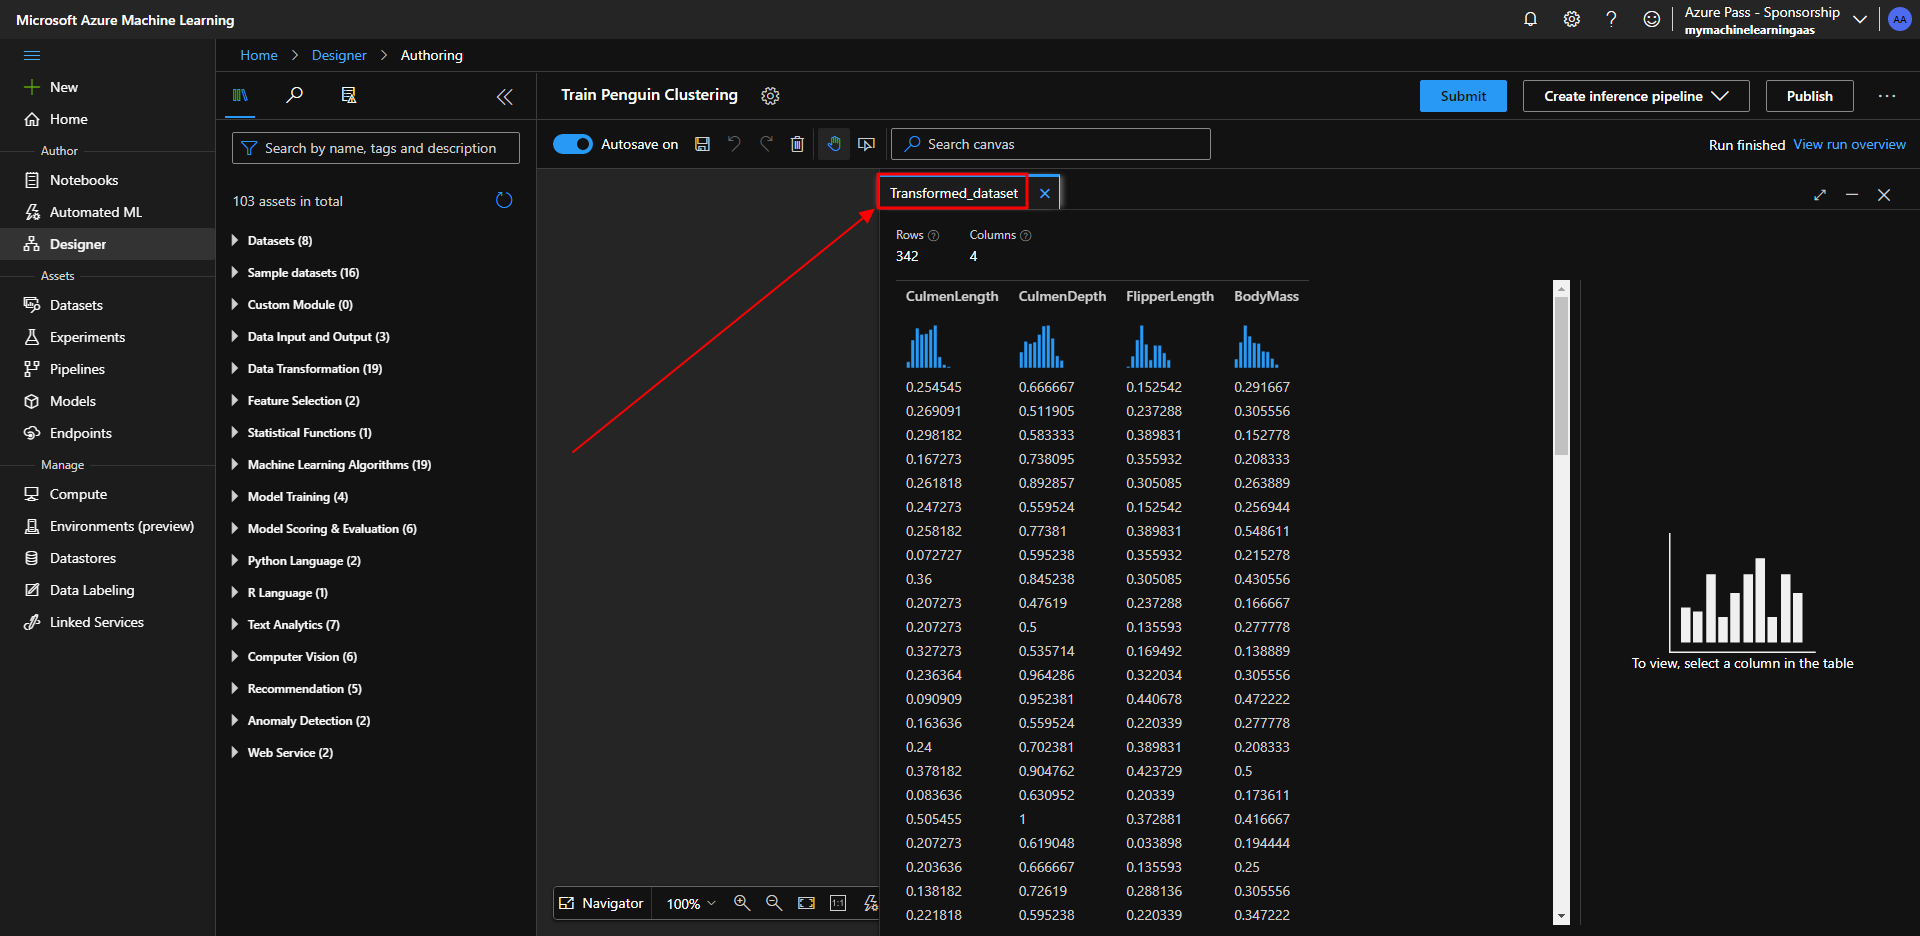 Microsoft Azure Machine Learning
Azure Pass - Sponsorship
mymachinelearningaas
AA
New
Home
Author
Notebooks
Automated ML
Designer
Assets
Datasets
Experiments
Pipelines
Models
Endpoints
Manage
Compute
Environments (preview)
Datastores
Data Labeling
Linked Services
Home > Designer > Authoring
Search by name, tags and description
103 assets in total
Datasets (8)
Sample datasets (16)
Custom Module (0)
Data Input and Output (3)
Data Transformation (19)
Feature Selection (2)
Statistical Functions (1)
Machine Learning Algorithms (19)
Model Training (4)
Model Scoring & Evaluation (6)
Python Language (2)
R Language (1)
Text Analytics (7)
Computer Vision (6)
Recommendation (5)
Anomaly Detection (2)
Web Service (2)
Train Penguin Clustering
Submit
Create inference pipeline
Publish
Autosave on
Search canvas
Run finished View run overview
Transformed_dataset
Rows Columns
342 4
CulmenLength CulmenDepth FlipperLength BodyMass
0.254545 0.666667 0.152542 0.291667
0.269091 0.511905 0.237288 0.305556
0.298182 0.583333 0.389831 0.152778
0.167273 0.738095 0.355932 0.208333
0.261818 0.892857 0.305085 0.263889
0.247273 0.559524 0.152542 0.256944
0.258182 0.77381 0.389831 0.548611
0.072727 0.595238 0.355932 0.215278
0.36 0.845238 0.305085 0.430556
0.207273 0.47619 0.237288 0.166667
0.207273 0.5 0.135593 0.277778
0.327273 0.535714 0.169492 0.138889
0.236364 0.964286 0.322034 0.305556
0.090909 0.952381 0.440678 0.472222
0.163636 0.559524 0.220339 0.277778
0.24 0.702381 0.389831 0.208333
0.378182 0.904762 0.423729 0.5
0.083636 0.630952 0.20339 0.173611
0.505455 1 0.372881 0.416667
0.207273 0.619048 0.033898 0.194444
0.203636 0.666667 0.135593 0.25
0.138182 0.72619 0.288136 0.305556
0.221818 0.595238 0.220339 0.347222
To view, select a column in the table
Navigator
100%
1:1